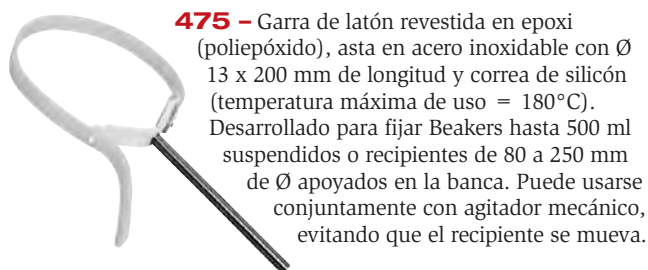 475 – Garra de latón revestida en epoxi
(poliepóxido), asta en acero inoxidable con Ø
13 x 200 mm de longitud y correa de silicón
(temperatura máxima de uso = 180°C).
Desarrollado para fijar Beakers hasta 500 ml
suspendidos o recipientes de 80 a 250 mm
de Ø apoyados en la banca. Puede usarse
conjuntamente con agitador mecánico,
evitando que el recipiente se mueva.